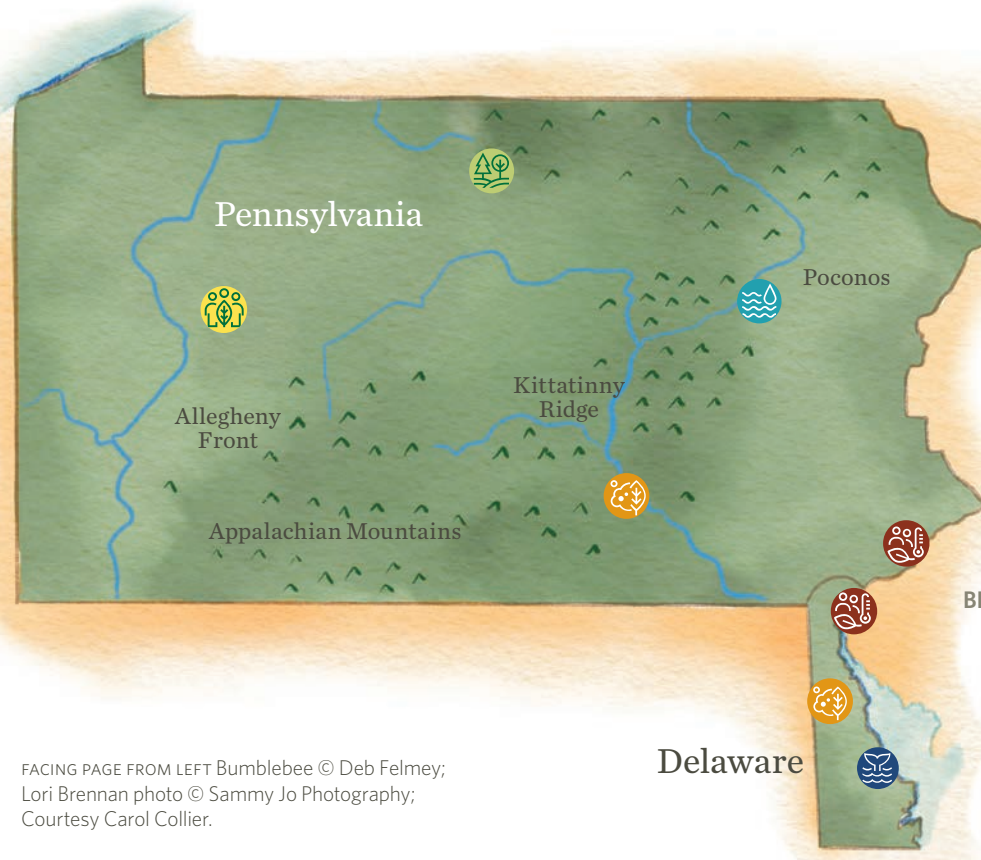 Pennsylvania
Poconos
Kittatinny
Ridge
Allegheny
Front
Appalachian Mountains
Delaware
FACING PAGE FROM LEFT Bumblebee © Deb Felmey;
Lori Brennan photo © Sammy Jo Photography;
Courtesy Carol Collier.